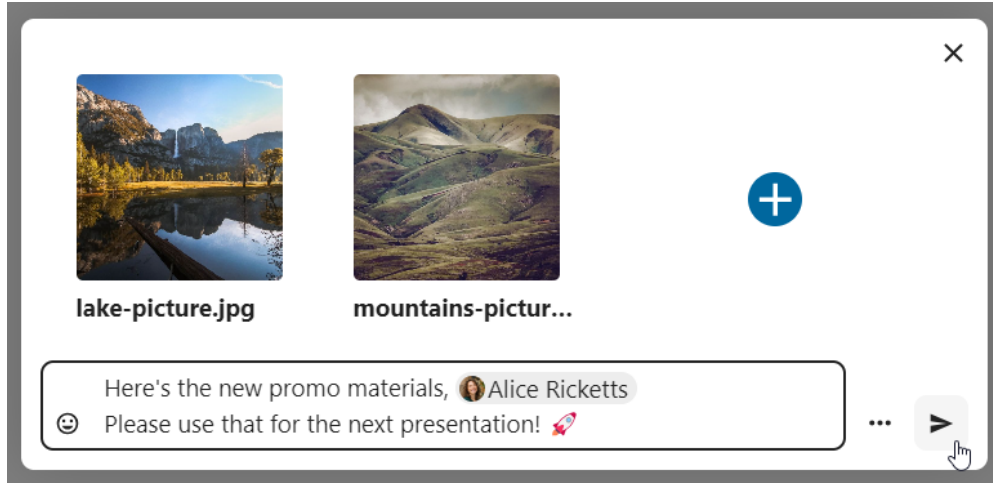 lake-picture.jpg
mountains-pictur...
Here's the new promo materials, Alice Ricketts
Please use that for the next presentation! 🚀